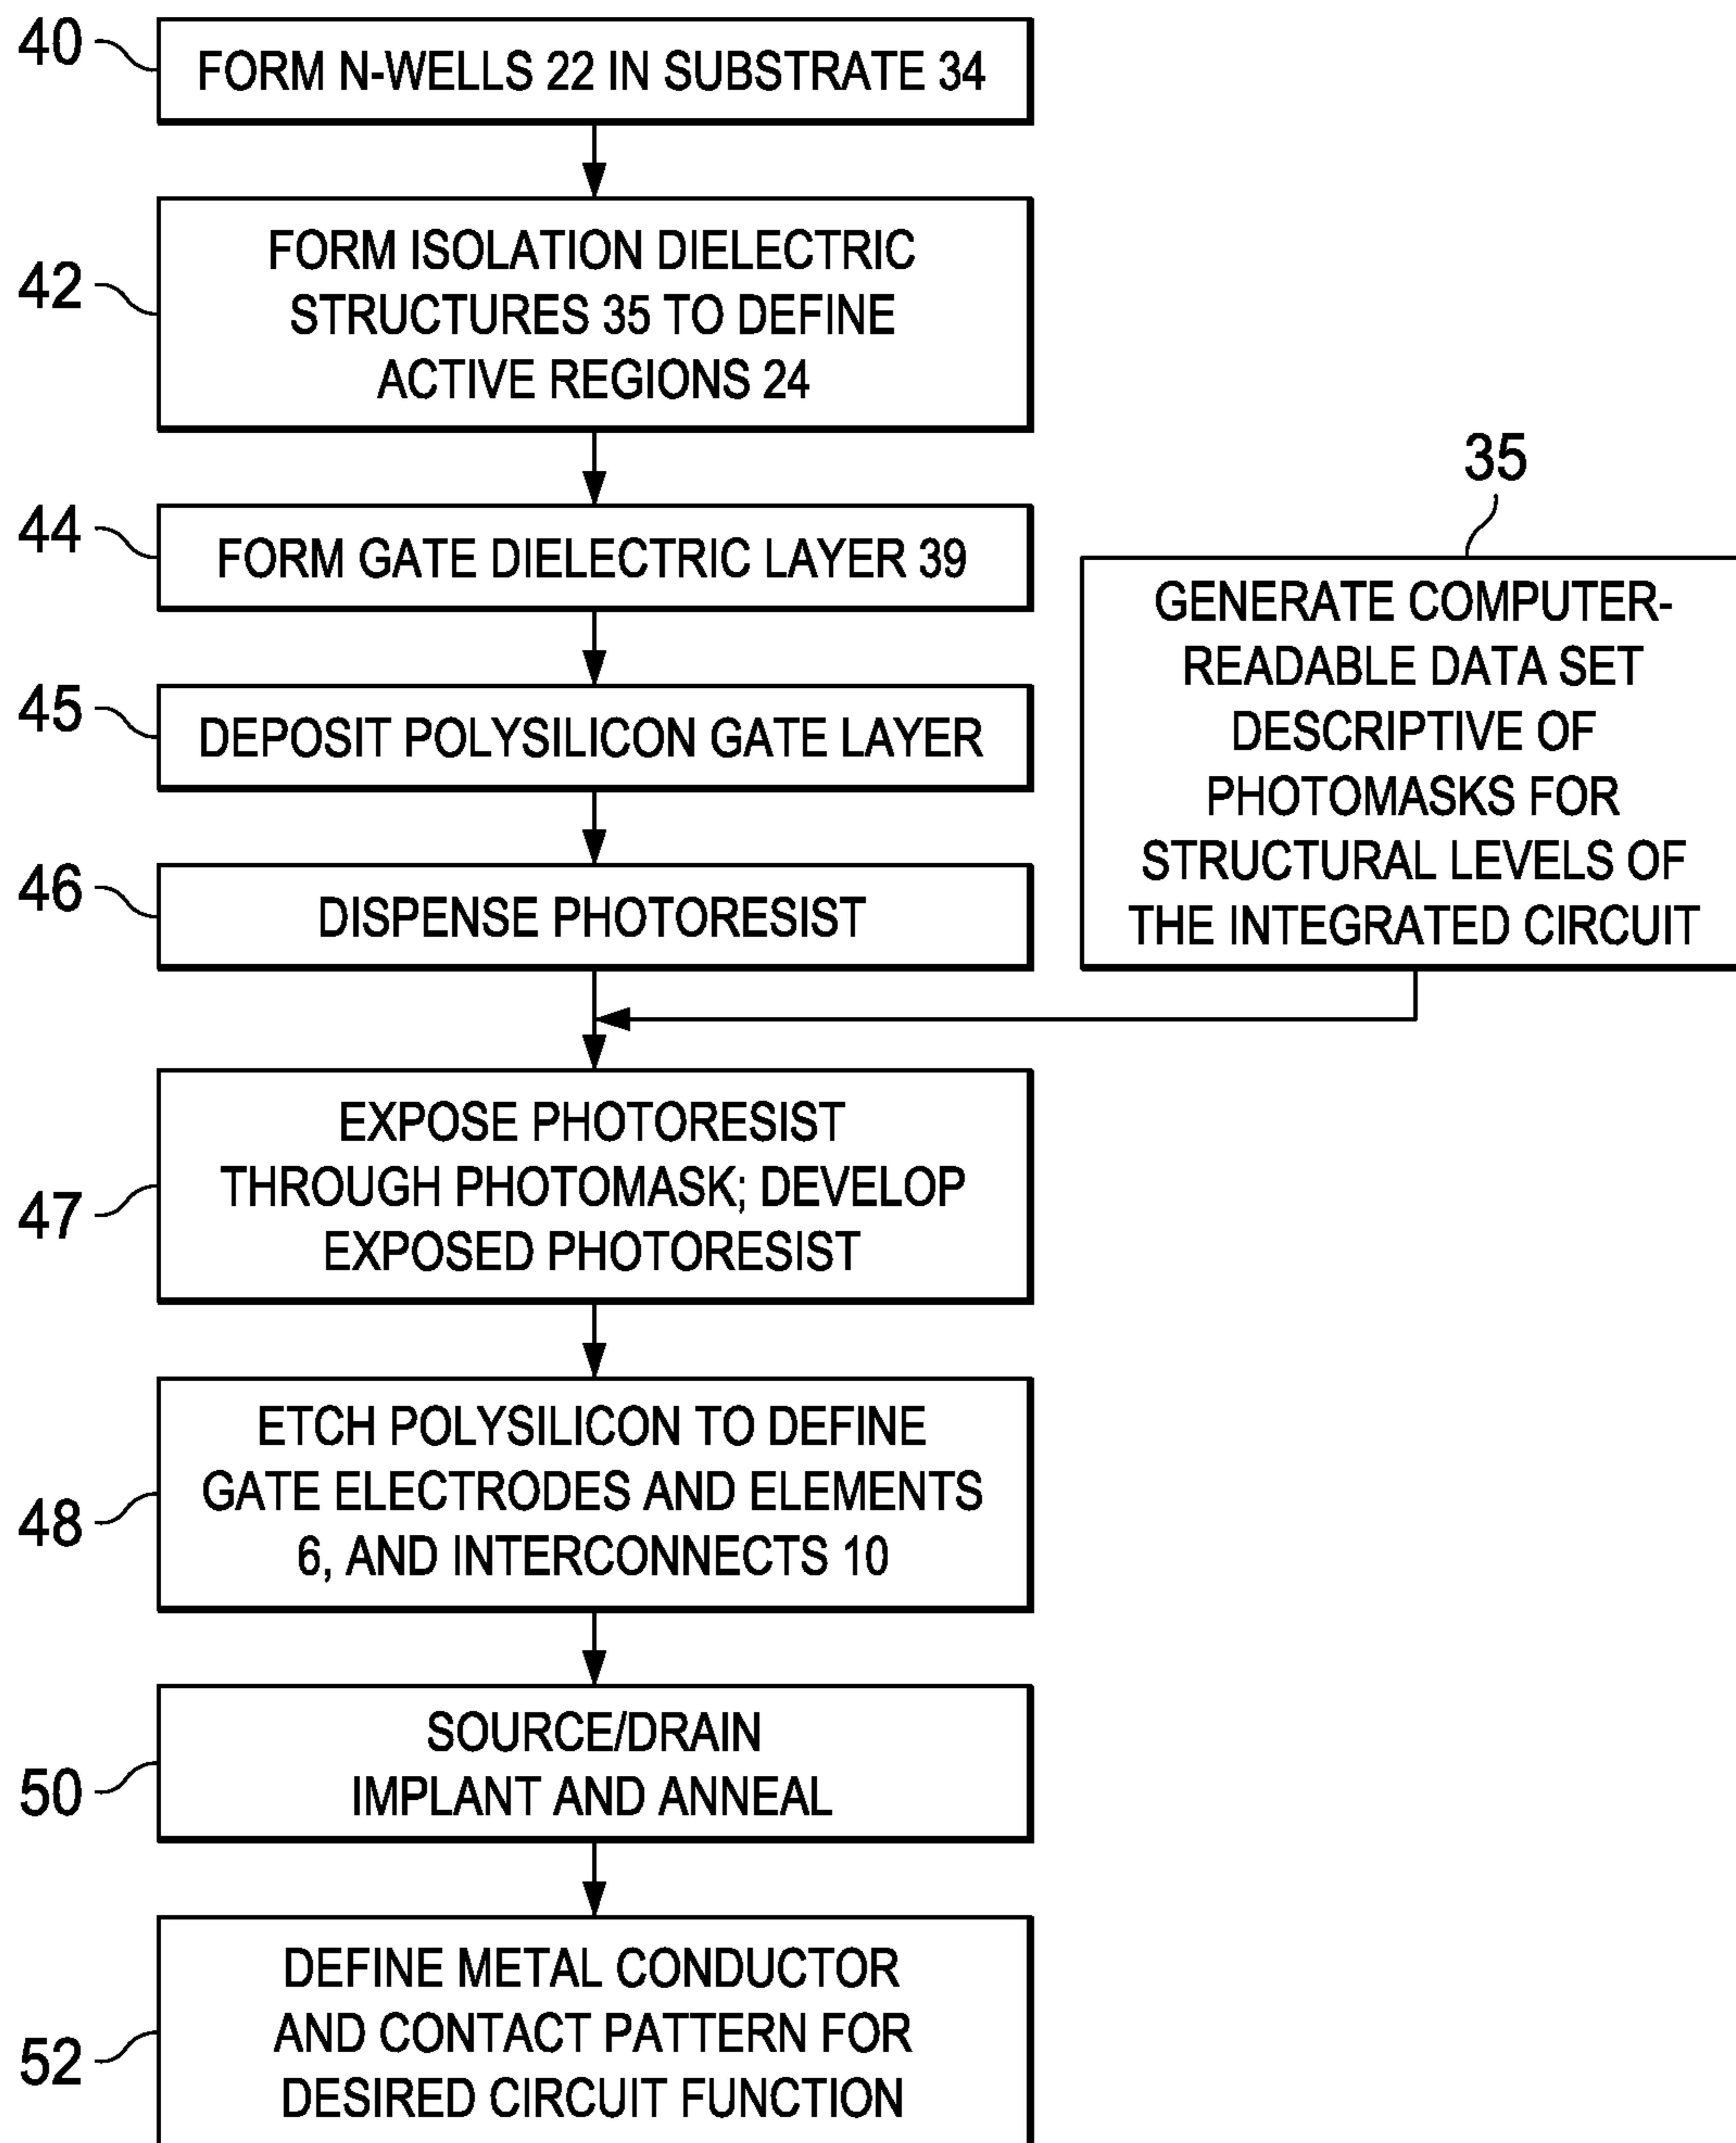 40
FORM N-WELLS 22 IN SUBSTRATE 34
42
FORM ISOLATION DIELECTRIC
STRUCTURES 35 TO DEFINE
ACTIVE REGIONS 24
44
FORM GATE DIELECTRIC LAYER 39
45
DEPOSIT POLYSILICON GATE LAYER
46
DISPENSE PHOTORESIST
35
GENERATE COMPUTER-
READABLE DATA SET
DESCRIPTIVE OF
PHOTOMASKS FOR
STRUCTURAL LEVELS OF
THE INTEGRATED CIRCUIT
47
EXPOSE PHOTORESIST
THROUGH PHOTOMASK; DEVELOP
EXPOSED PHOTORESIST
48
ETCH POLYSILICON TO DEFINE
GATE ELECTRODES AND ELEMENTS
6, AND INTERCONNECTS 10
50
SOURCE/DRAIN
IMPLANT AND ANNEAL
52
DEFINE METAL CONDUCTOR
AND CONTACT PATTERN FOR
DESIRED CIRCUIT FUNCTION